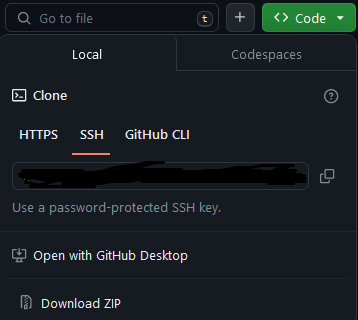 Go to file t Code
Local Codespaces
Clone
HTTPS SSH GitHub CLI
Use a password-protected SSH key.
Open with GitHub Desktop
Download ZIP